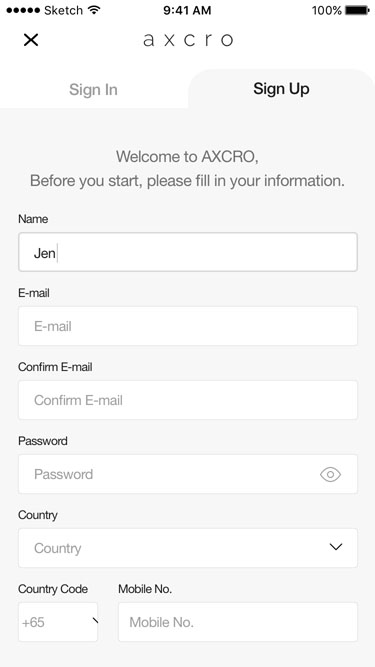 Sketch 9:41 AM 100%
axcro
Sign In Sign Up
Welcome to AXCRO,
Before you start, please fill in your information.
Name
Jen
E-mail
E-mail
Confirm E-mail
Confirm E-mail
Password
Password
Country
Country
Country Code Mobile No.
+65 Mobile No.